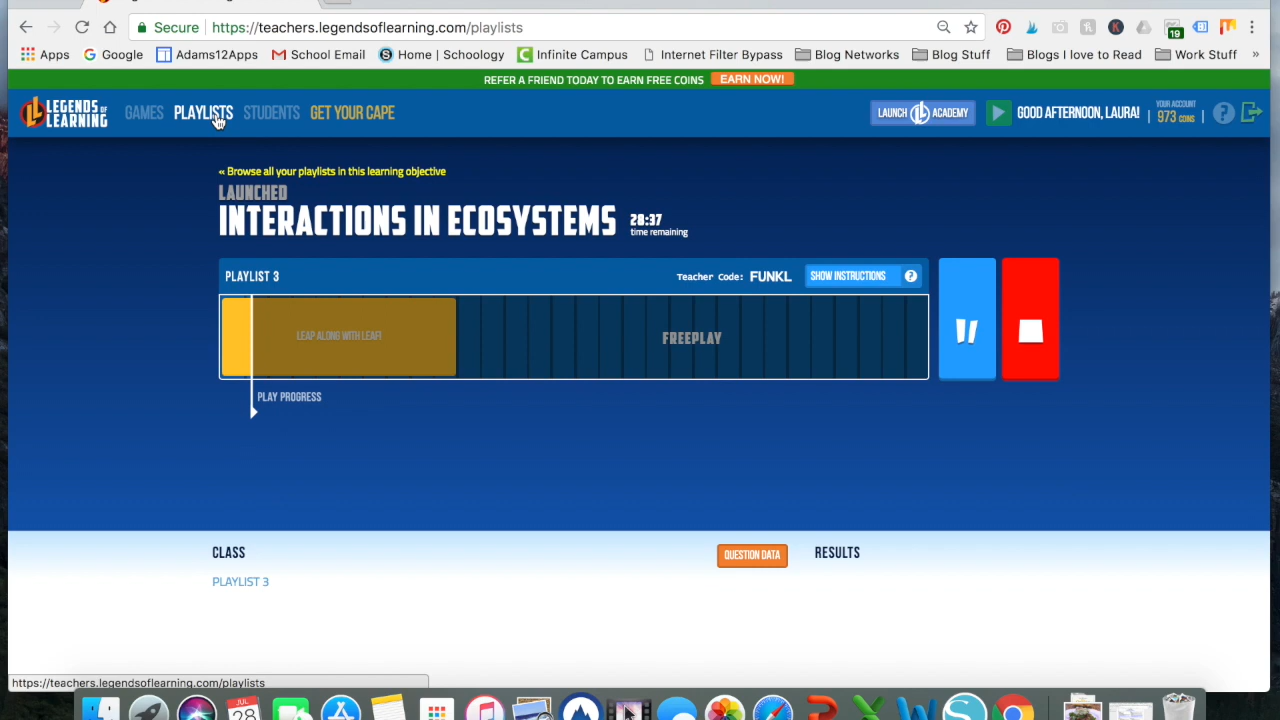 Secure https://teachers.legendsoflearning.com/playlists
19
Apps Google Adams12Apps School Email Home | Schoology Infinite Campus Internet Filter Bypass Blog Networks Blog Stuff Blogs I love to Read Work Stuff »
REFER A FRIEND TODAY TO EARN FREE COINS EARN NOW!
LEGENDS OF LEARNING GAMES PLAYLISTS STUDENTS GET YOUR CAPE LAUNCH LL ACADEMY GOOD AFTERNOON, LAURA! | YOUR ACCOUNT 973 COINS | ?
« Browse all your playlists in this learning objective
LAUNCHED
INTERACTIONS IN ECOSYSTEMS 28:37 time remaining
PLAYLIST 3 Teacher Code: FUNKL SHOW INSTRUCTIONS ?
LEAP ALONG WITH LEAF! FREEPLAY
PLAY PROGRESS
CLASS QUESTION DATA RESULTS
PLAYLIST 3
https://teachers.legendsoflearning.com/playlists
JUL
28